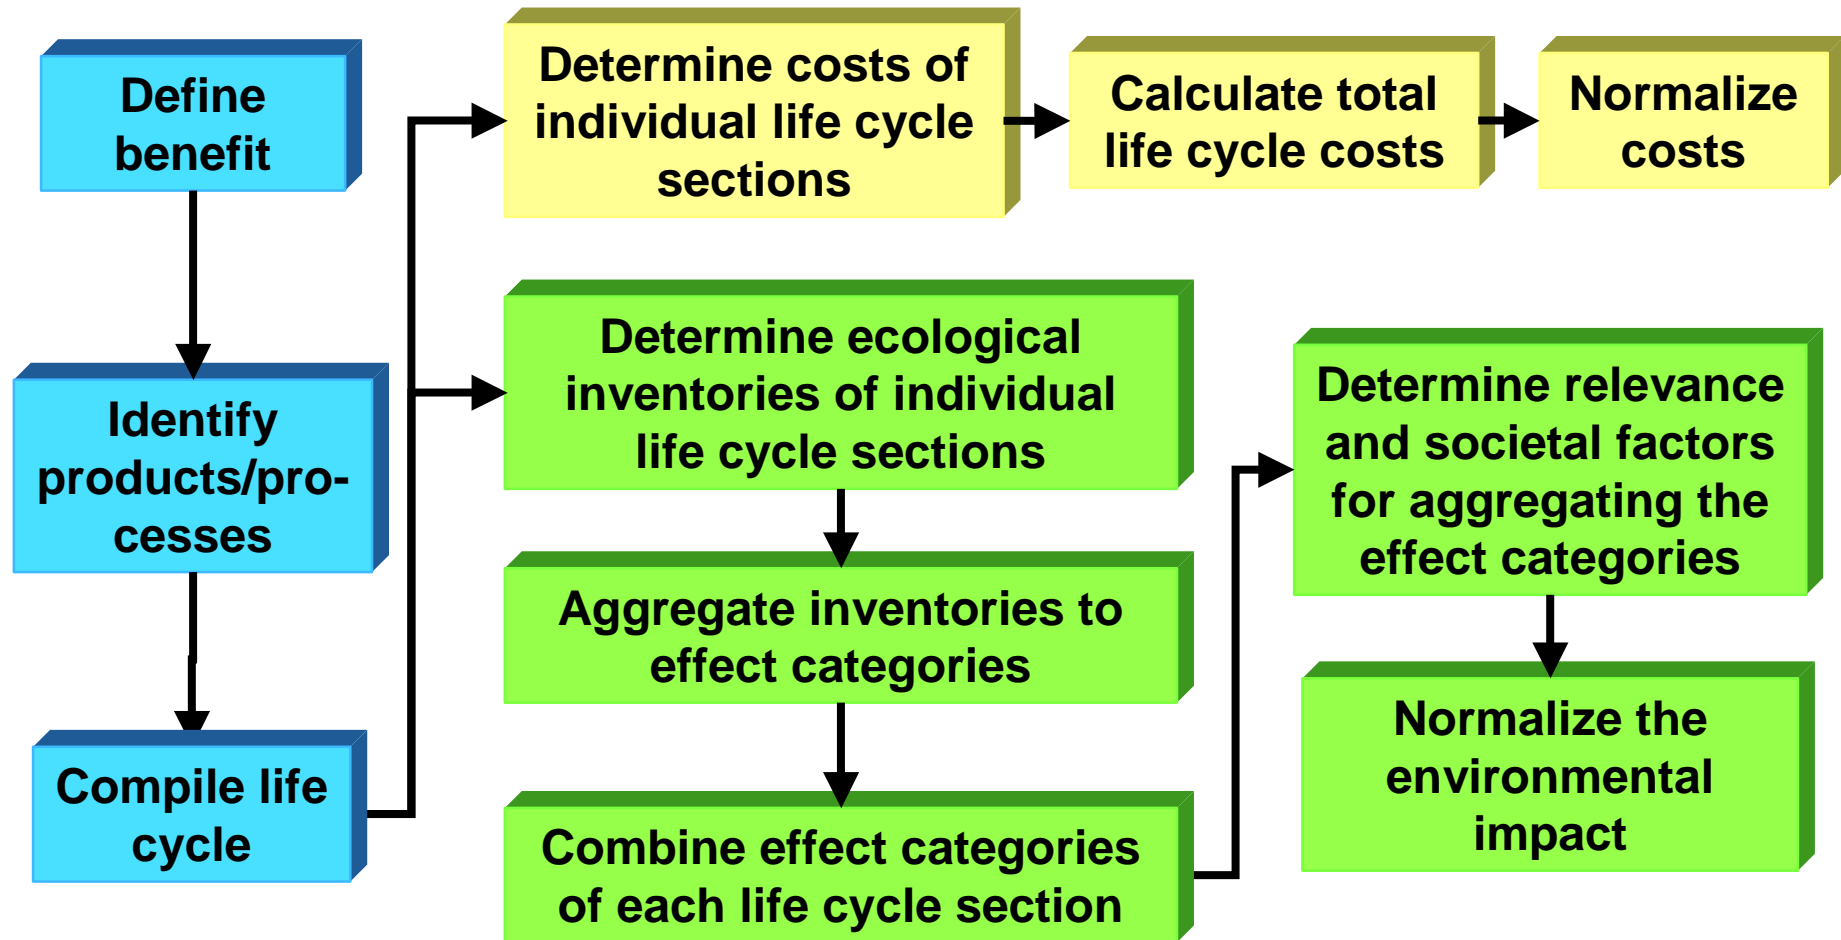 Define
benefit
Identify
products/pro-
cesses
Compile life
cycle
Determine costs of
individual life cycle
sections
Calculate total
life cycle costs
Normalize
costs
Determine ecological
inventories of individual
life cycle sections
Aggregate inventories to
effect categories
Combine effect categories
of each life cycle section
Determine relevance
and societal factors
for aggregating the
effect categories
Normalize the
environmental
impact